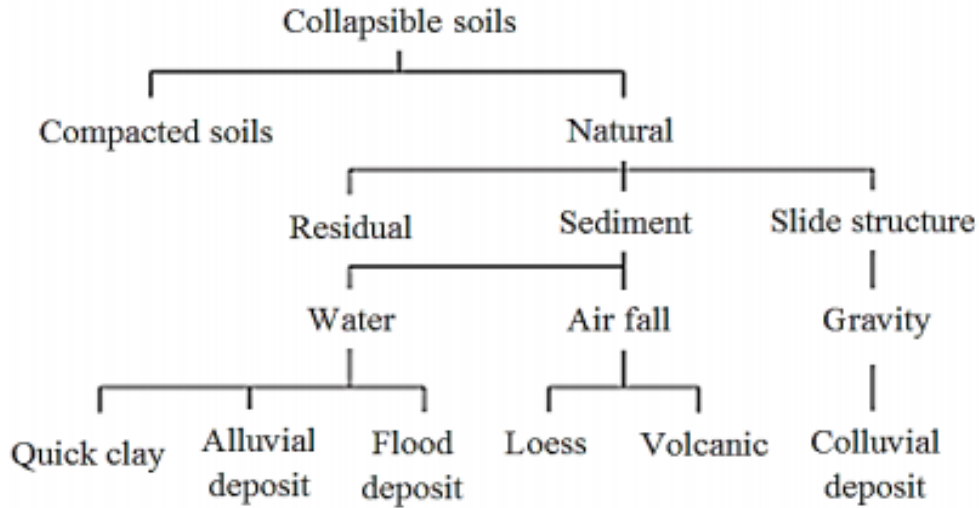 Collapsible soils
Compacted soils
Natural
Residual
Sediment
Slide structure
Water
Air fall
Gravity
Quick clay
Alluvial
deposit
Flood
deposit
Loess
Volcanic
Colluvial
deposit